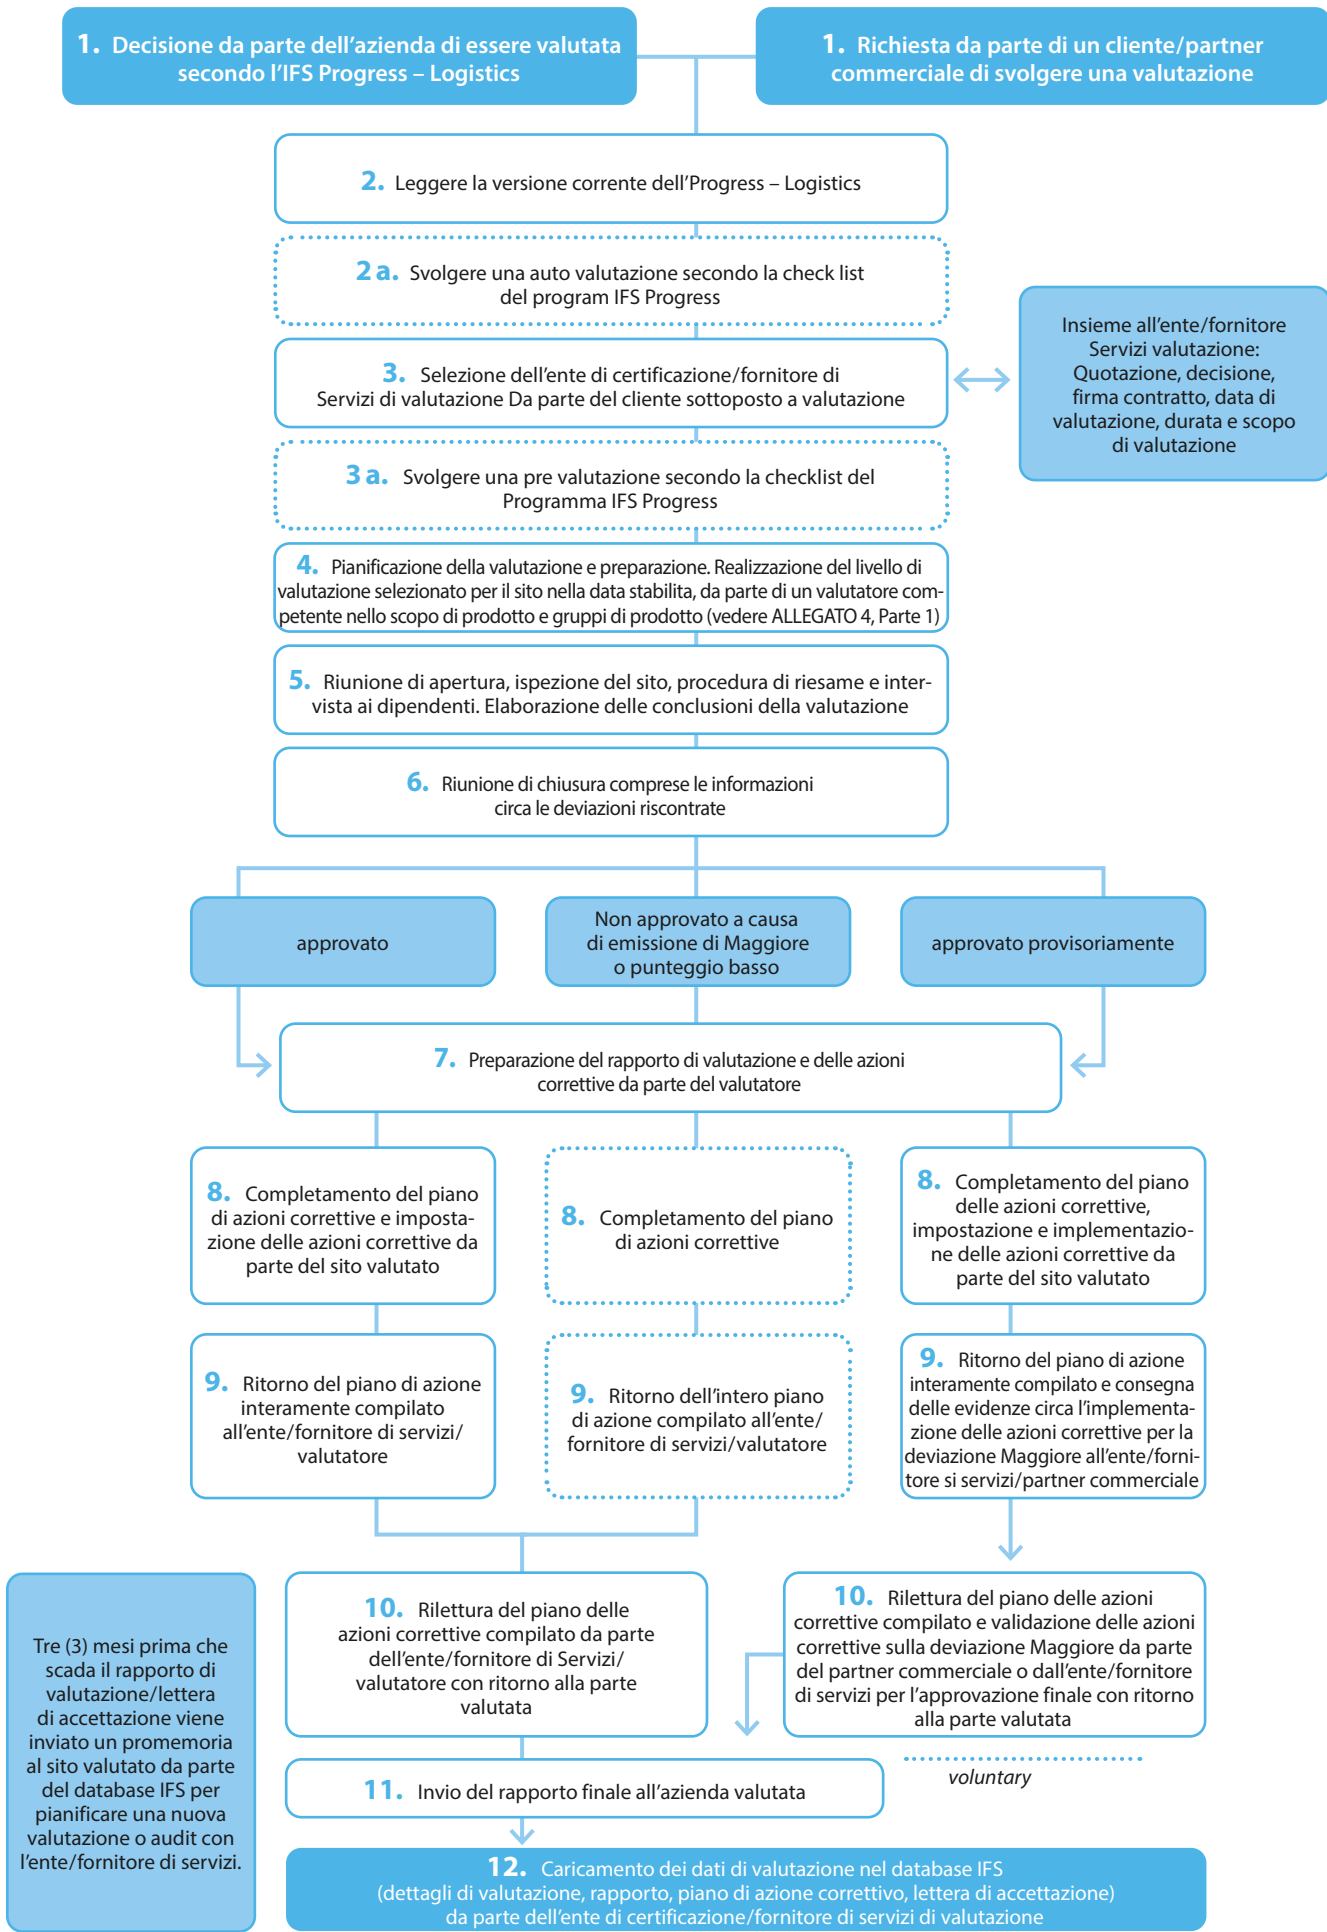 1. Decisione da parte dell’azienda di essere valutata
secondo l’IFS Progress – Logistics
1. Richiesta da parte di un cliente/partner
commerciale di svolgere una valutazione
2. Leggere la versione corrente dell’Progress – Logistics
2 a. Svolgere una auto valutazione secondo la check list
del program IFS Progress
3. Selezione dell’ente di certificazione/fornitore di
Servizi di valutazione Da parte del cliente sottoposto a valutazione
Insieme all’ente/fornitore
Servizi valutazione:
Quotazione, decisione,
firma contratto, data di
valutazione, durata e scopo
di valutazione
3 a. Svolgere una pre valutazione secondo la checklist del
Programma IFS Progress
4. Pianificazione della valutazione e preparazione. Realizzazione del livello di
valutazione selezionato per il sito nella data stabilita, da parte di un valutatore com-
petente nello scopo di prodotto e gruppi di prodotto (vedere ALLEGATO 4, Parte 1)
5. Riunione di apertura, ispezione del sito, procedura di riesame e inter-
vista ai dipendenti. Elaborazione delle conclusioni della valutazione
6. Riunione di chiusura comprese le informazioni
circa le deviazioni riscontrate
approvato
Non approvato a causa
di emissione di Maggiore
o punteggio basso
approvato provisoriamente
7. Preparazione del rapporto di valutazione e delle azioni
correttive da parte del valutatore
8. Completamento del piano
di azioni correttive e imposta-
zione delle azioni correttive da
parte del sito valutato
8. Completamento del piano
di azioni correttive
8. Completamento del piano
delle azioni correttive,
impostazione e implementazio-
ne delle azioni correttive da
parte del sito valutato
9. Ritorno del piano di azione
interamente compilato
all’ente/fornitore di servizi/
valutatore
9. Ritorno dell’intero piano
di azione compilato all’ente/
fornitore di servizi/valutatore
9. Ritorno del piano di azione
interamente compilato e consegna
delle evidenze circa l’implementa-
zione delle azioni correttive per la
deviazione Maggiore all’ente/forni-
tore si servizi/partner commerciale
Tre (3) mesi prima che
scada il rapporto di
valutazione/lettera
di accettazione viene
inviato un promemoria
al sito valutato da parte
del database IFS per
pianificare una nuova
valutazione o audit con
l’ente/fornitore di servizi.
10. Rilettura del piano delle
azioni correttive compilato da parte
dell’ente/fornitore di Servizi/
valutatore con ritorno alla parte
valutata
10. Rilettura del piano delle azioni
correttive compilato e validazione delle azioni
correttive sulla deviazione Maggiore da parte
del partner commerciale o dall’ente/fornitore
di servizi per l’approvazione finale con ritorno
alla parte valutata
voluntary
11. Invio del rapporto finale all’azienda valutata
12. Caricamento dei dati di valutazione nel database IFS
(dettagli di valutazione, rapporto, piano di azione correttivo, lettera di accettazione)
da parte dell’ente di certificazione/fornitore di servizi di valutazione